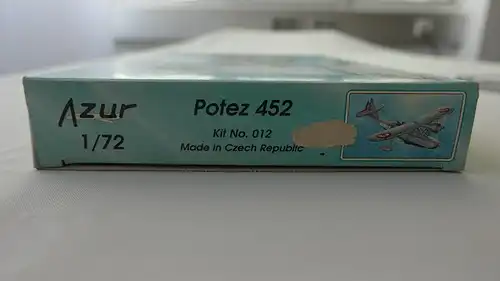 Azur
1/72
Potez 452
Kit No. 012
Made in Czech Republic